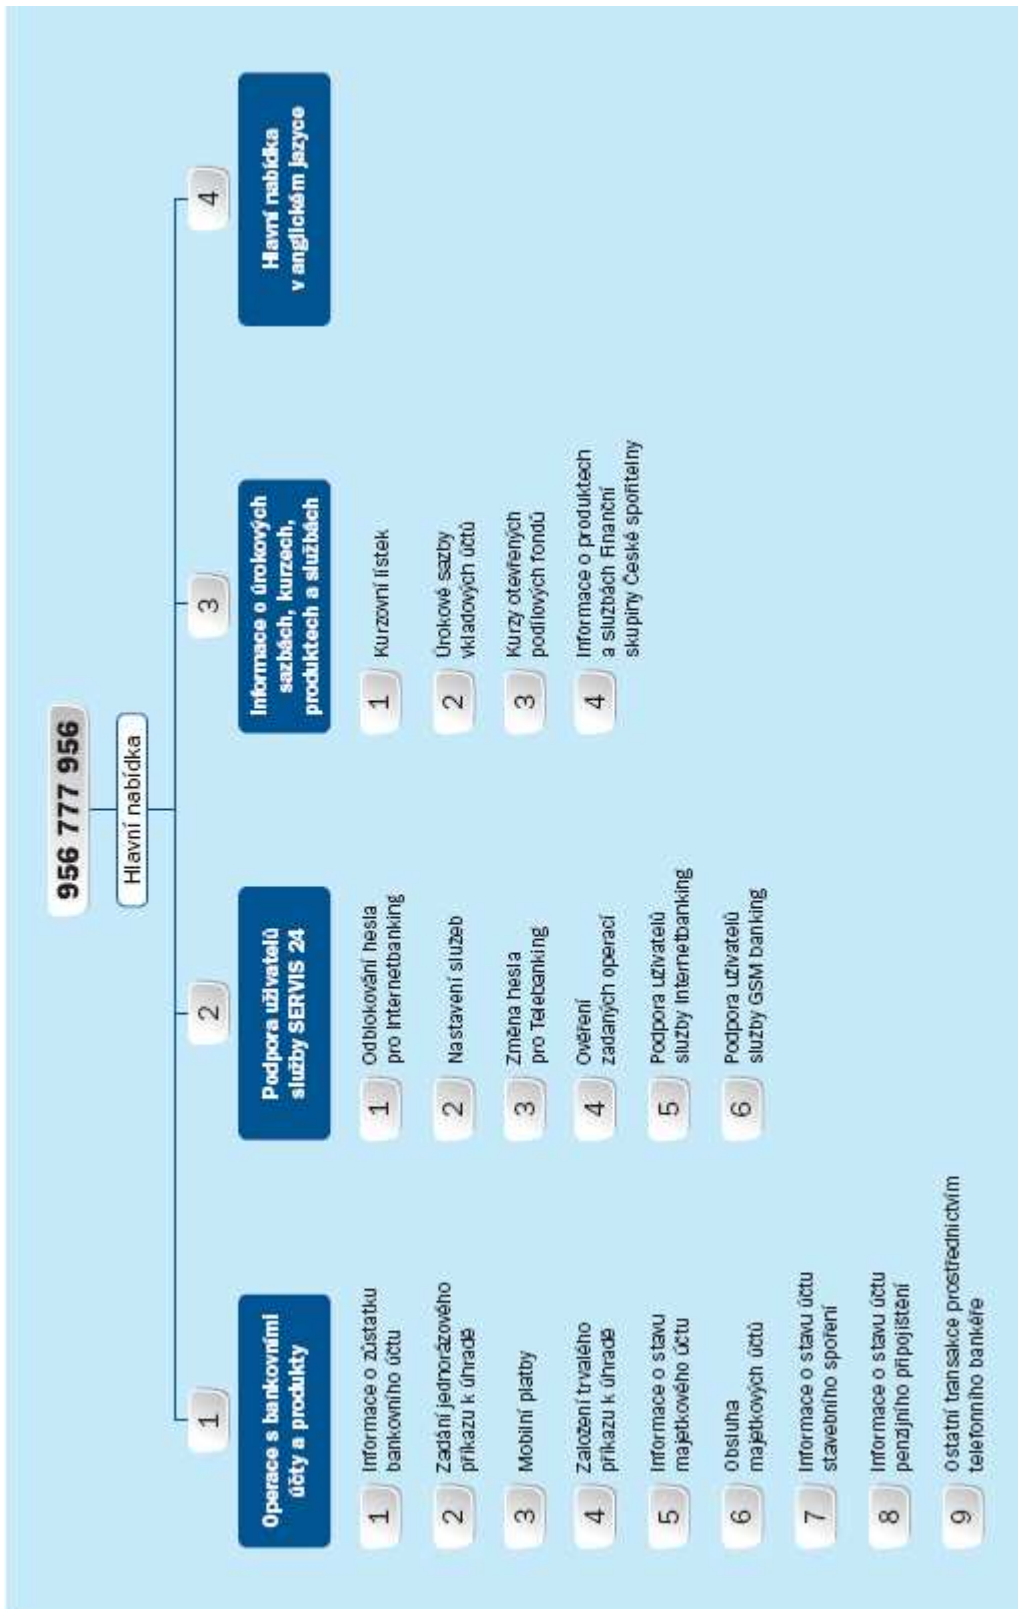 956 777 956
Hlavní nabídka
1
Operace s bankovními
účty a produkty
1
Informace o zůstatku
bankovního účtu
2
Zadání jednorázového
příkazu k úhradě
3
Mobilní platby
4
Založení trvalého
příkazu k úhradě
5
Informace o stavu
majetkového účtu
6
Obsluha
majetkových účtů
7
Informace o stavu účtu
stavebního spoření
8
Informace o stavu účtu
penzijního připojištění
9
Ostatní transakce prostřednictvím
telefonního bankéře
2
Podpora uživatelů
služby SERVIS 24
1
Odblokování hesla
pro Internetbanking
2
Nastavení služeb
3
Změna hesla
pro Telebanking
4
Ověření
zadaných operací
5
Podpora uživatelů
služby Internetbanking
6
Podpora uživatelů
služby GSM banking
3
Informace o úrokových
sazbách, kurzech,
produktech a službách
1
Kurzovní lístek
2
Úrokové sazby
vkladových účtů
3
Kurzy otevřených
podílových fondů
4
Informace o produktech
a službách Finanční
skupiny České spořitelny
4
Hlavní nabídka
v anglickém jazyce